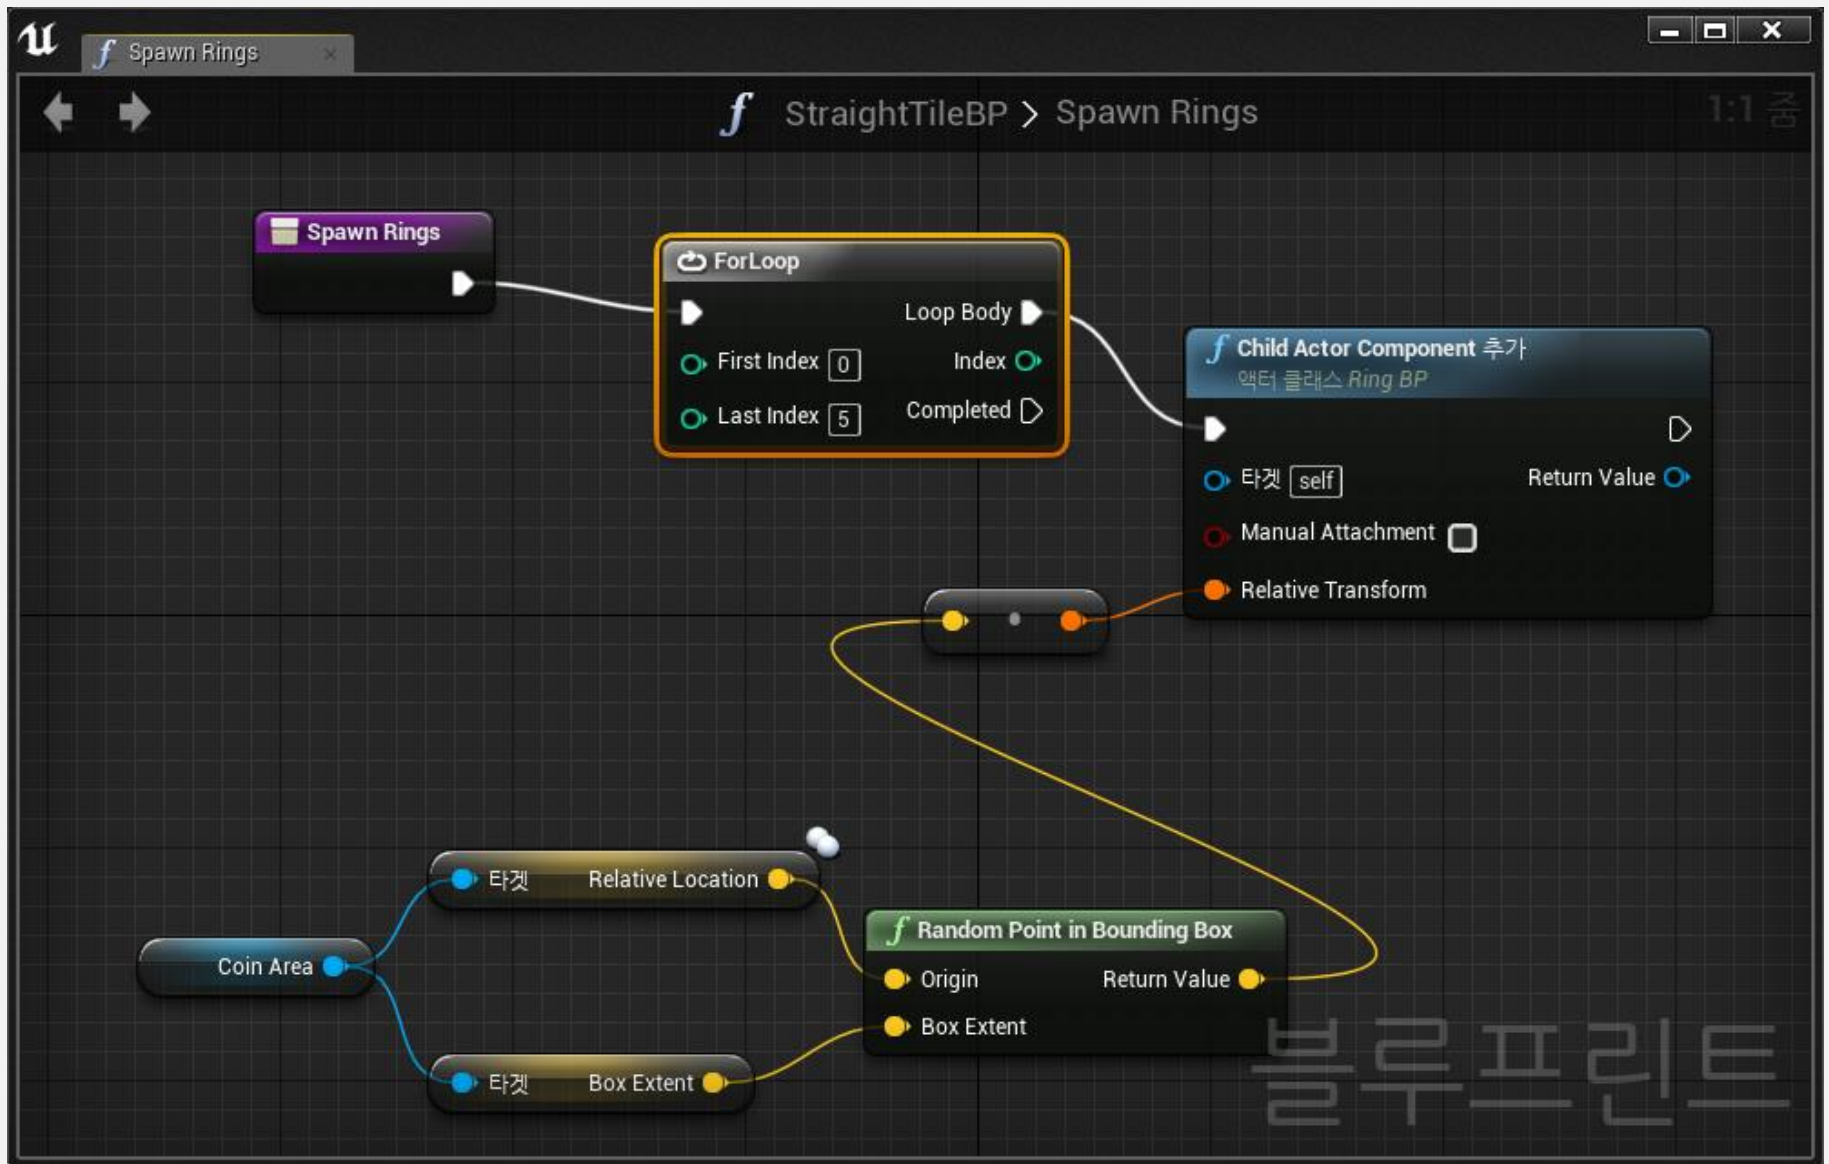 Spawn Rings
StraightTileBP > Spawn Rings
1:1 줌
Spawn Rings
ForLoop
Loop Body
First Index 0
Index
Last Index 5
Completed
Child Actor Component 추가
액터 클래스 Ring BP
타겟 self
Return Value
Manual Attachment
Relative Transform
타겟 Relative Location
Coin Area
Random Point in Bounding Box
Origin
Return Value
Box Extent
타겟 Box Extent
블루프린트